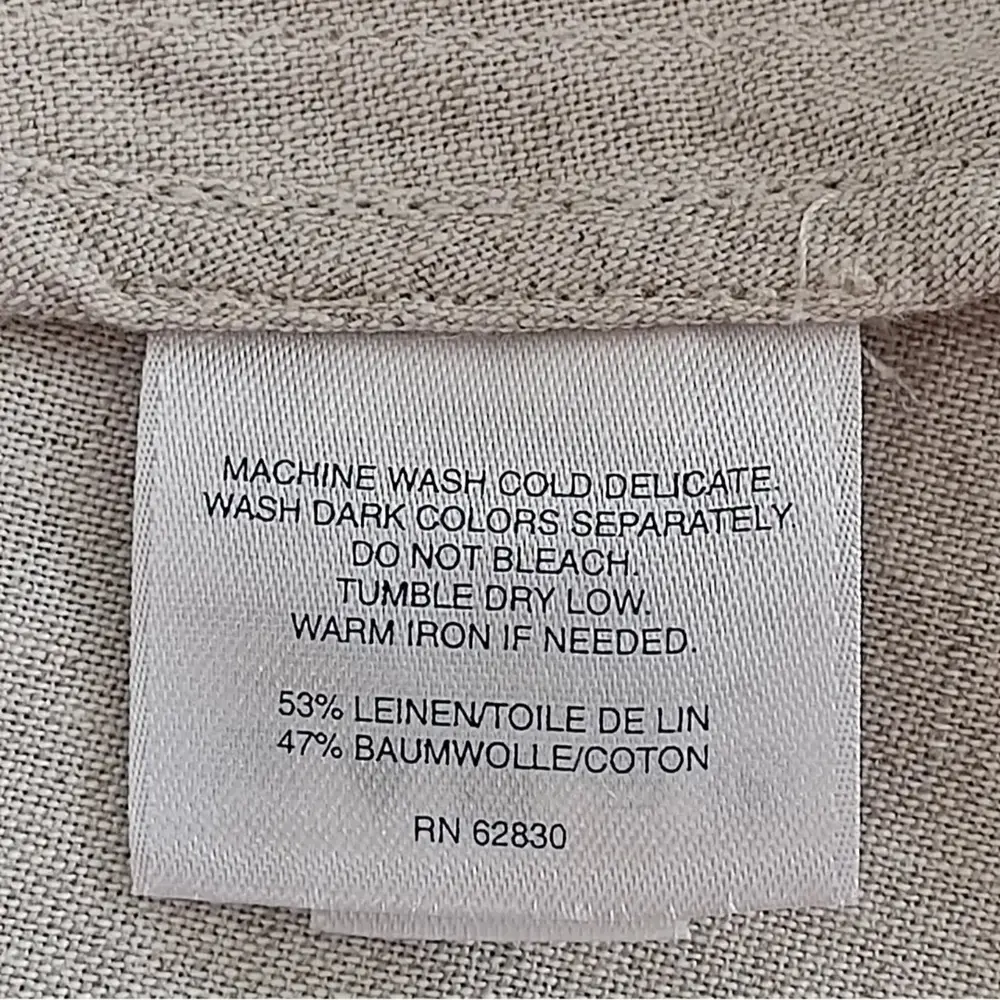 MACHINE WASH COLD DELICATE.
WASH DARK COLORS SEPARATELY.
DO NOT BLEACH.
TUMBLE DRY LOW.
WARM IRON IF NEEDED.
53% LEINEN/TOILE DE LIN
47% BAUMWOLLE/COTON
RN 62830